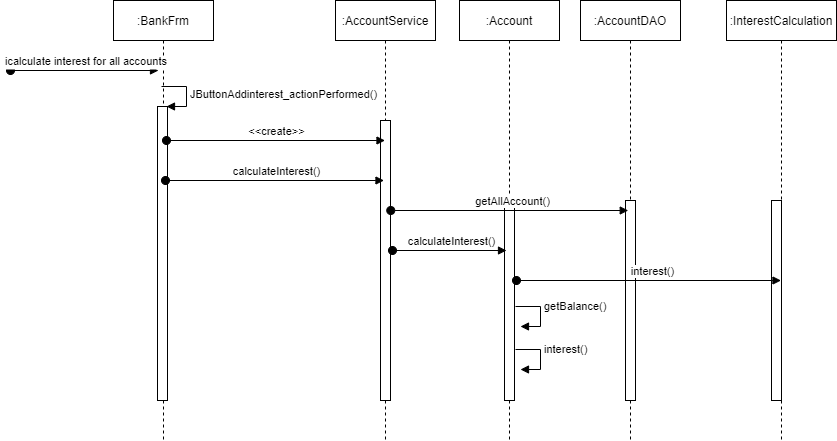 :BankFrm
:AccountService
:Account
:AccountDAO
:InterestCalculation
icalculate interest for all accounts
JButtonAddinterest_actionPerformed()
<<create>>
calculateInterest()
getAllAccount()
calculateInterest()
interest()
getBalance()
interest()